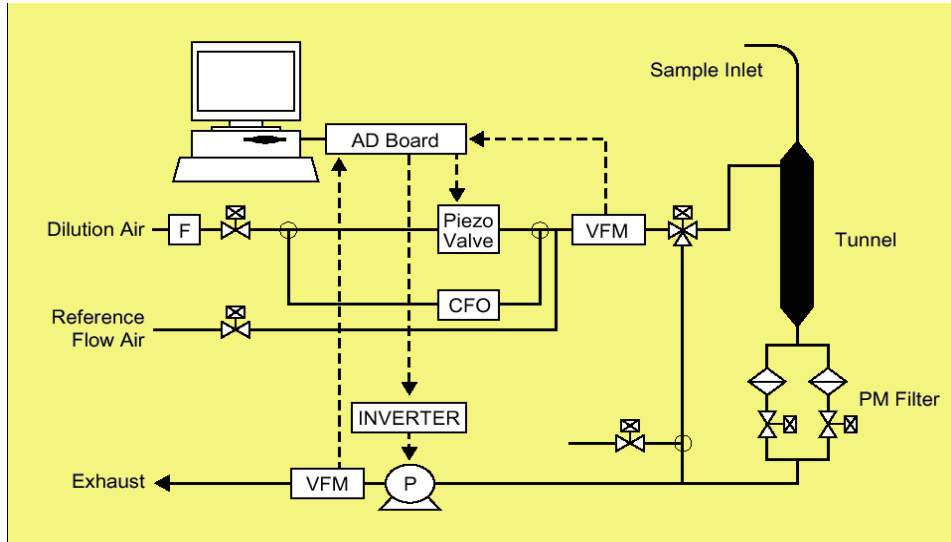 Sample Inlet
AD Board
Dilution Air
F
Piezo
Valve
VFM
Tunnel
CFO
Reference
Flow Air
PM Filter
INVERTER
Exhaust
VFM
P